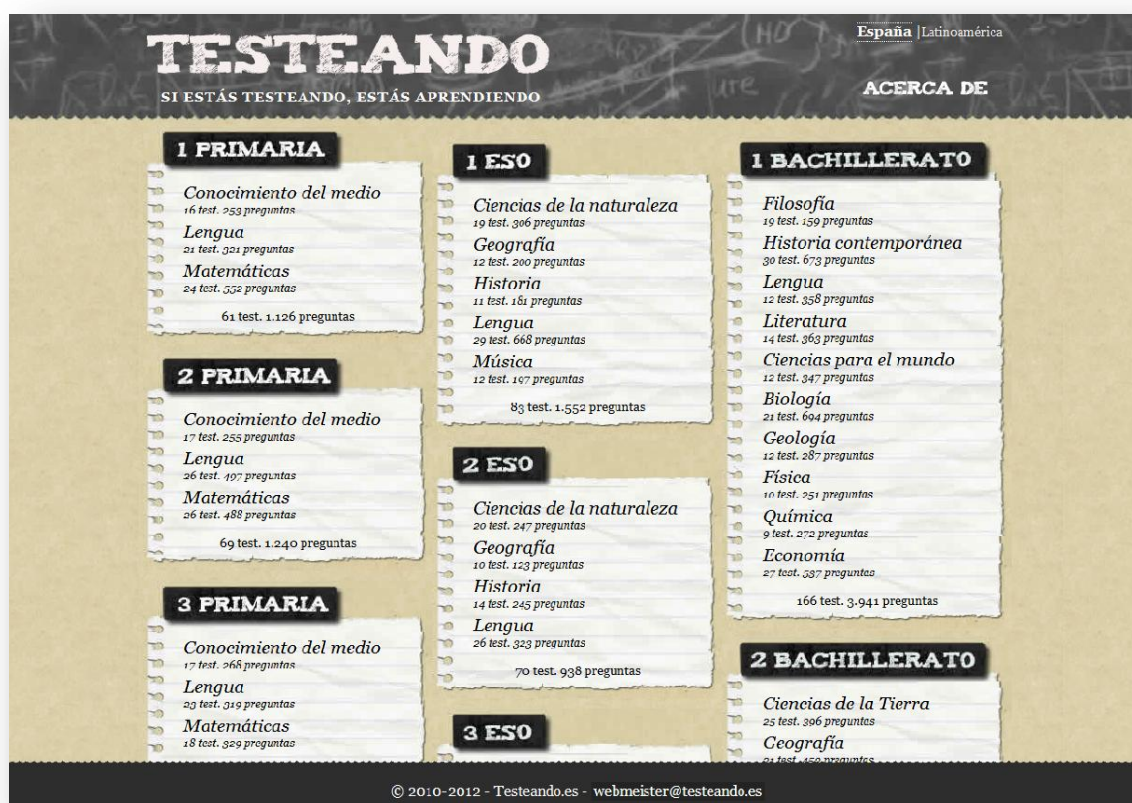 TESTEANDO
SI ESTÁS TESTEANDO, ESTÁS APRENDIENDO
España |Latinoamérica
ACERCA DE
1 PRIMARIA
Conocimiento del medio
16 test. 253 preguntas
Lengua
21 test. 321 preguntas
Matemáticas
24 test. 552 preguntas
61 test. 1.126 preguntas
2 PRIMARIA
Conocimiento del medio
17 test. 255 preguntas
Lengua
26 test. 497 preguntas
Matemáticas
26 test. 488 preguntas
69 test. 1.240 preguntas
3 PRIMARIA
Conocimiento del medio
17 test. 268 preguntas
Lengua
23 test. 319 preguntas
Matemáticas
18 test. 329 preguntas
1 ESO
Ciencias de la naturaleza
19 test. 306 preguntas
Geografía
12 test. 200 preguntas
Historia
11 test. 181 preguntas
Lengua
29 test. 668 preguntas
Música
12 test. 197 preguntas
83 test. 1.552 preguntas
2 ESO
Ciencias de la naturaleza
20 test. 247 preguntas
Geografía
10 test. 123 preguntas
Historia
14 test. 245 preguntas
Lengua
26 test. 323 preguntas
70 test. 938 preguntas
3 ESO
1 BACHILLERATO
Filosofía
19 test. 159 preguntas
Historia contemporánea
30 test. 673 preguntas
Lengua
12 test. 358 preguntas
Literatura
14 test. 363 preguntas
Ciencias para el mundo
12 test. 347 preguntas
Biología
21 test. 694 preguntas
Geología
12 test. 287 preguntas
Física
10 test. 251 preguntas
Química
9 test. 272 preguntas
Economía
27 test. 537 preguntas
166 test. 3.941 preguntas
2 BACHILLERATO
Ciencias de la Tierra
25 test. 396 preguntas
Geografía
21 test. 450 preguntas
© 2010-2012 - Testeando.es - webmeister@testeando.es